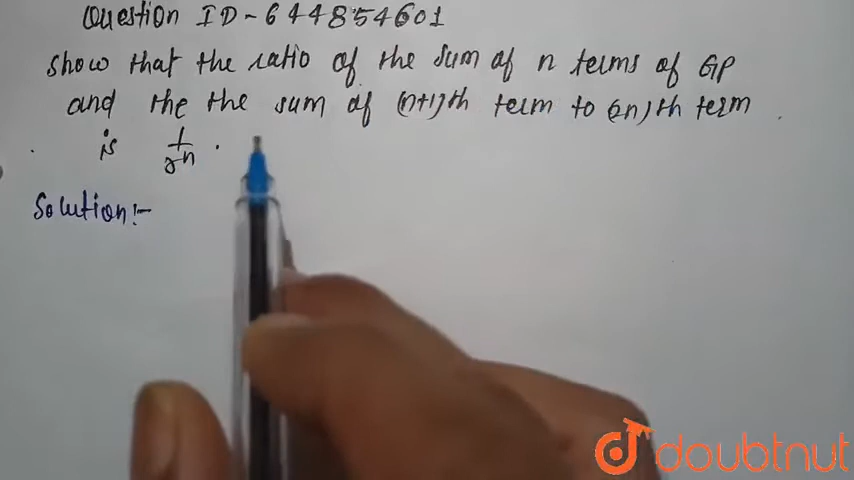 Question ID - 644854601
show that the ratio of the sum of n terms of GP
and the the sum of (n+1)th term to (2n)th term
is 1/r^n .
Solution:-
doubtnut